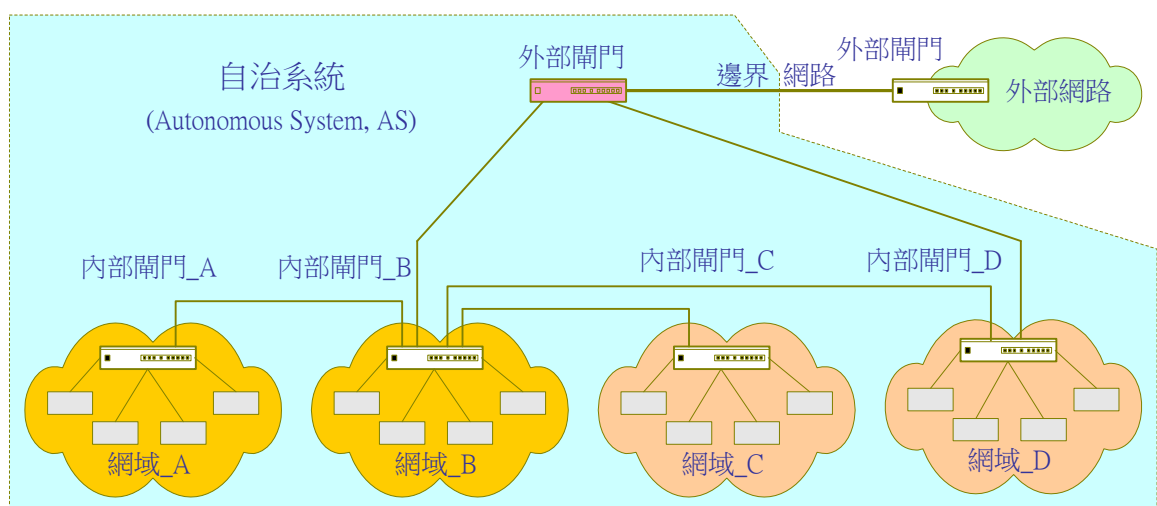 自治系統
(Autonomous System, AS)
外部閘門
邊界 網路
外部閘門
外部網路
內部閘門_A
內部閘門_B
內部閘門_C
內部閘門_D
網域_A
網域_B
網域_C
網域_D